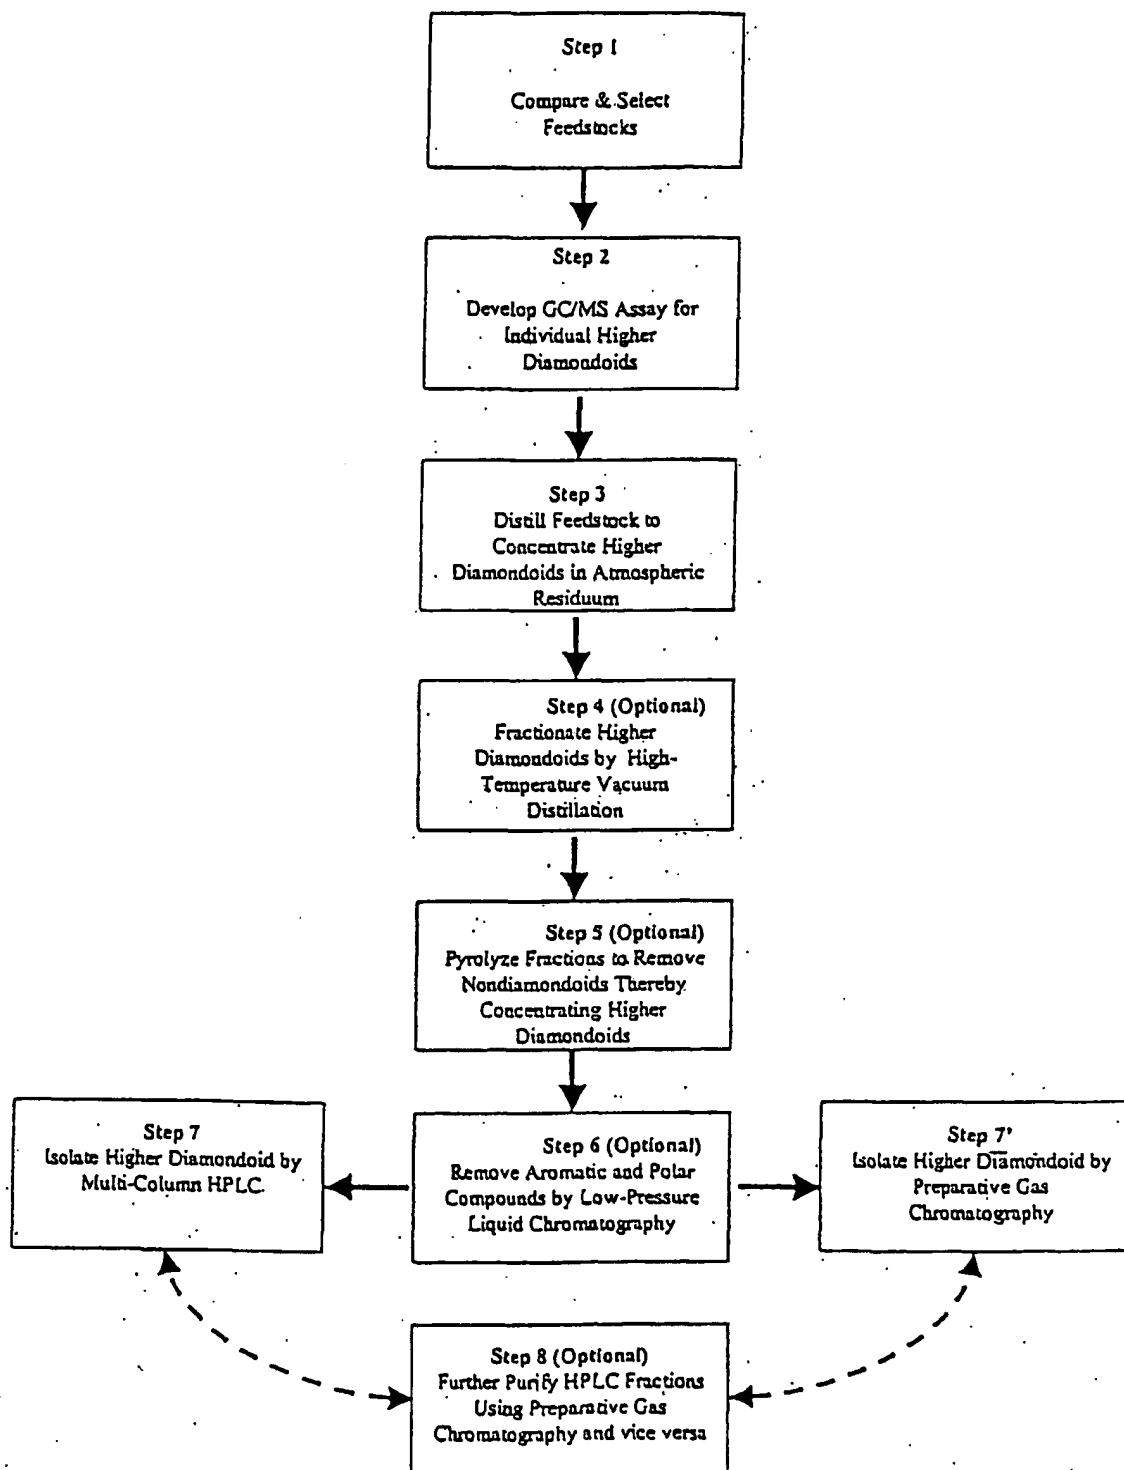 Step 1
Compare & Select
Feedstocks
Step 2
Develop GC/MS Assay for
Individual Higher
Diamondoids
Step 3
Distill Feedstock to
Concentrate Higher
Diamondoids in Atmospheric
Residuum
Step 4 (Optional)
Fractionate Higher
Diamondoids by High-
Temperature Vacuum
Distillation
Step 5 (Optional)
Pyrolyze Fractions to Remove
Nondiamondoids Thereby
Concentrating Higher
Diamondoids
Step 7
Isolate Higher Diamondoid by
Multi-Column HPLC.
Step 6 (Optional)
Remove Aromatic and Polar
Compounds by Low-Pressure
Liquid Chromatography
Step 7'
Isolate Higher Diamondoid by
Preparative Gas
Chromatography
Step 8 (Optional)
Further Purify HPLC Fractions
Using Preparative Gas
Chromatography and vice versa